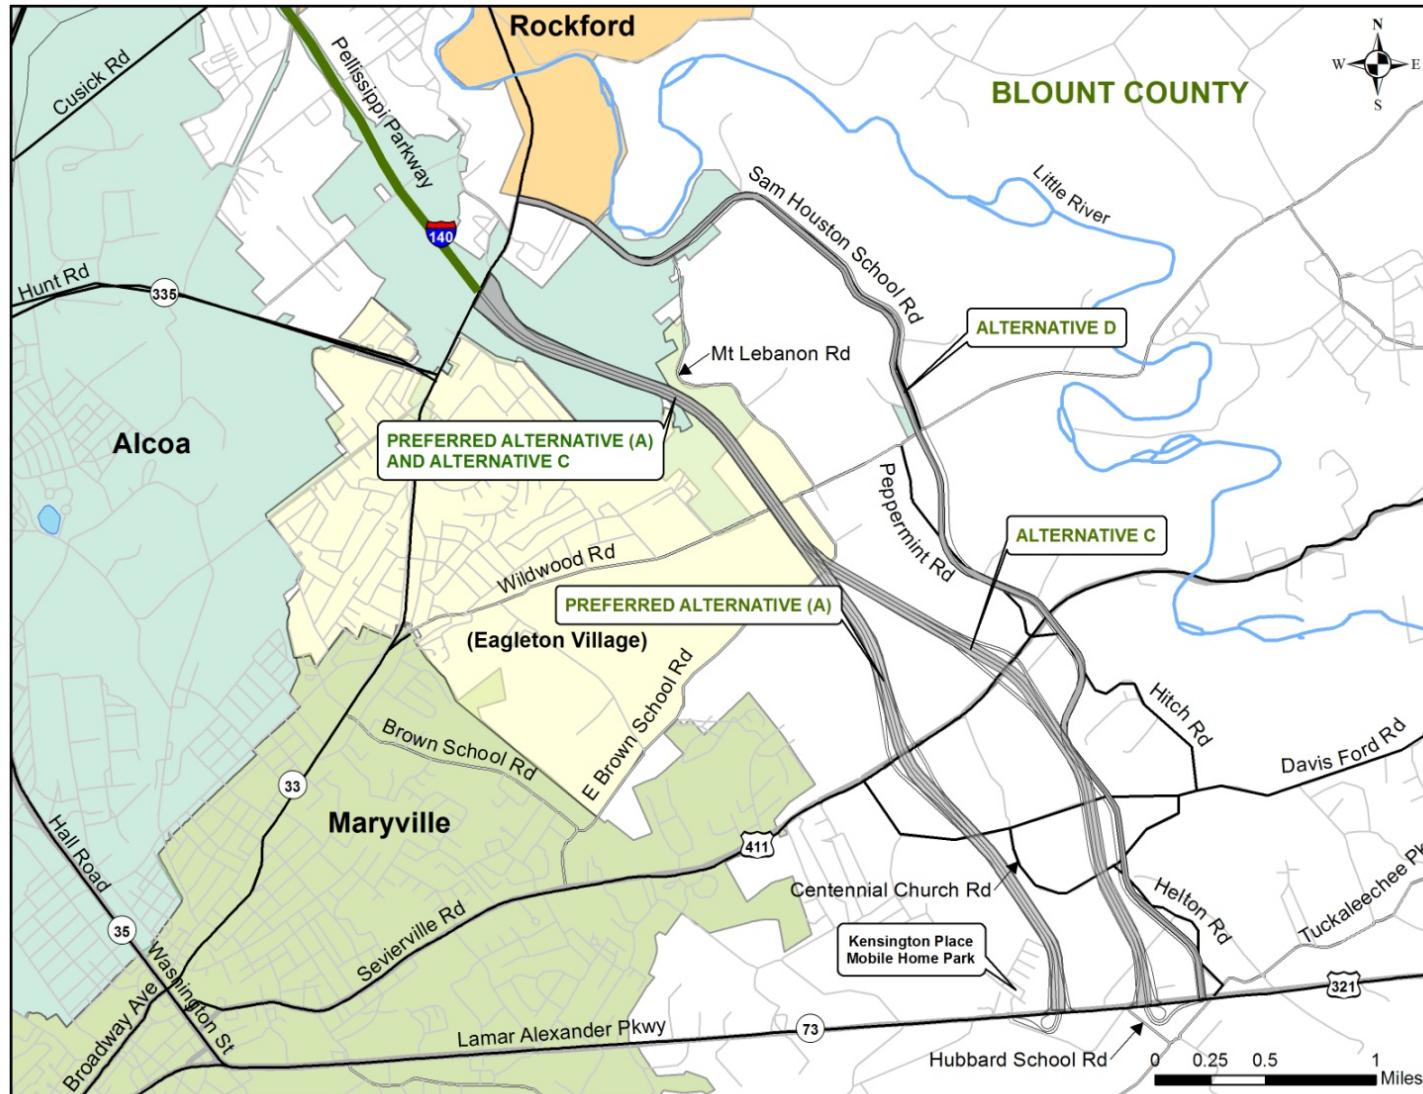 Rockford
N
W
E
S
BLOUNT COUNTY
Cusick Rd
Pellissippi Parkway
140
Little River
Sam Houston School Rd
Hunt Rd
335
ALTERNATIVE D
Mt Lebanon Rd
Alcoa
PREFERRED ALTERNATIVE (A)
AND ALTERNATIVE C
Peppermint Rd
ALTERNATIVE C
Wildwood Rd
PREFERRED ALTERNATIVE (A)
(Eagleton Village)
Hitch Rd
E Brown School Rd
Brown School Rd
Davis Ford Rd
33
Maryville
Hall Road
411
Centennial Church Rd
Helton Rd
Tuckaleechee Pk
35
Sevierville Rd
Kensington Place
Mobile Home Park
Washington St
Broadway Ave
321
Lamar Alexander Pkwy
73
Hubbard School Rd
0 0.25 0.5 1
Miles